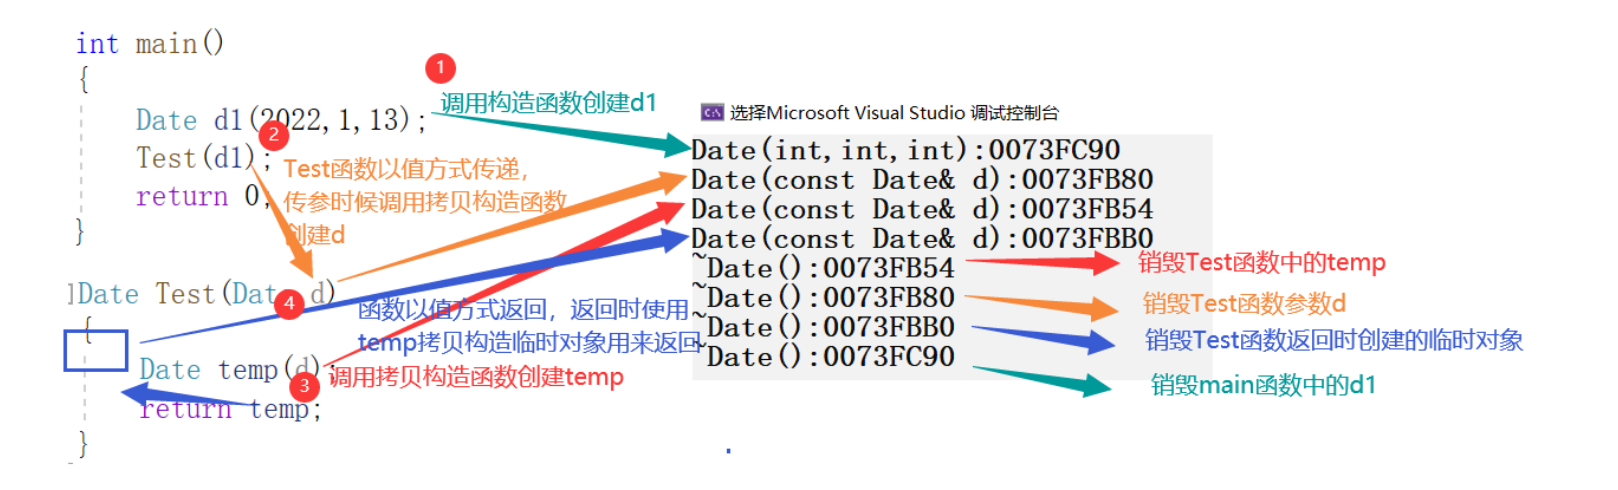 int main()
{
Date d1(2022,1,13);
Test(d1);
return 0;
}
Date Test(Date d)
{
Date temp(d);
return temp;
}
1
调用构造函数创建d1
2
Test函数以值方式传递，
传参时候调用拷贝构造函数
创建d
4
函数以值方式返回，返回时使用
temp拷贝构造临时对象用来返回
3
调用拷贝构造函数创建temp
选择Microsoft Visual Studio 调试控制台
Date(int,int,int):0073FC90
Date(const Date& d):0073FB80
Date(const Date& d):0073FB54
Date(const Date& d):0073FBB0
~Date():0073FB54
~Date():0073FB80
~Date():0073FBB0
~Date():0073FC90
销毁Test函数中的temp
销毁Test函数参数d
销毁Test函数返回时创建的临时对象
销毁main函数中的d1